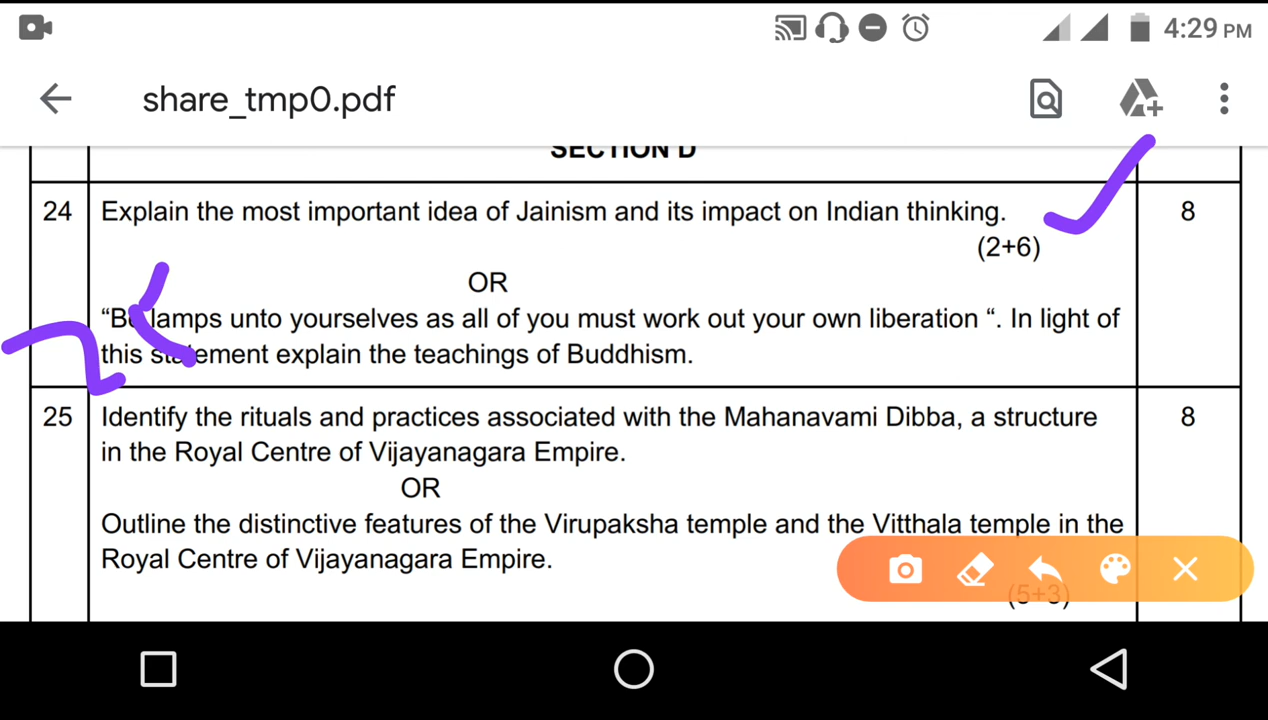 4:29 PM
share_tmp0.pdf
SECTION D
24 Explain the most important idea of Jainism and its impact on Indian thinking. 8
(2+6)
OR
“Be lamps unto yourselves as all of you must work out your own liberation “. In light of
this statement explain the teachings of Buddhism.
25 Identify the rituals and practices associated with the Mahanavami Dibba, a structure 8
in the Royal Centre of Vijayanagara Empire.
OR
Outline the distinctive features of the Virupaksha temple and the Vitthala temple in the
Royal Centre of Vijayanagara Empire.
(5+3)